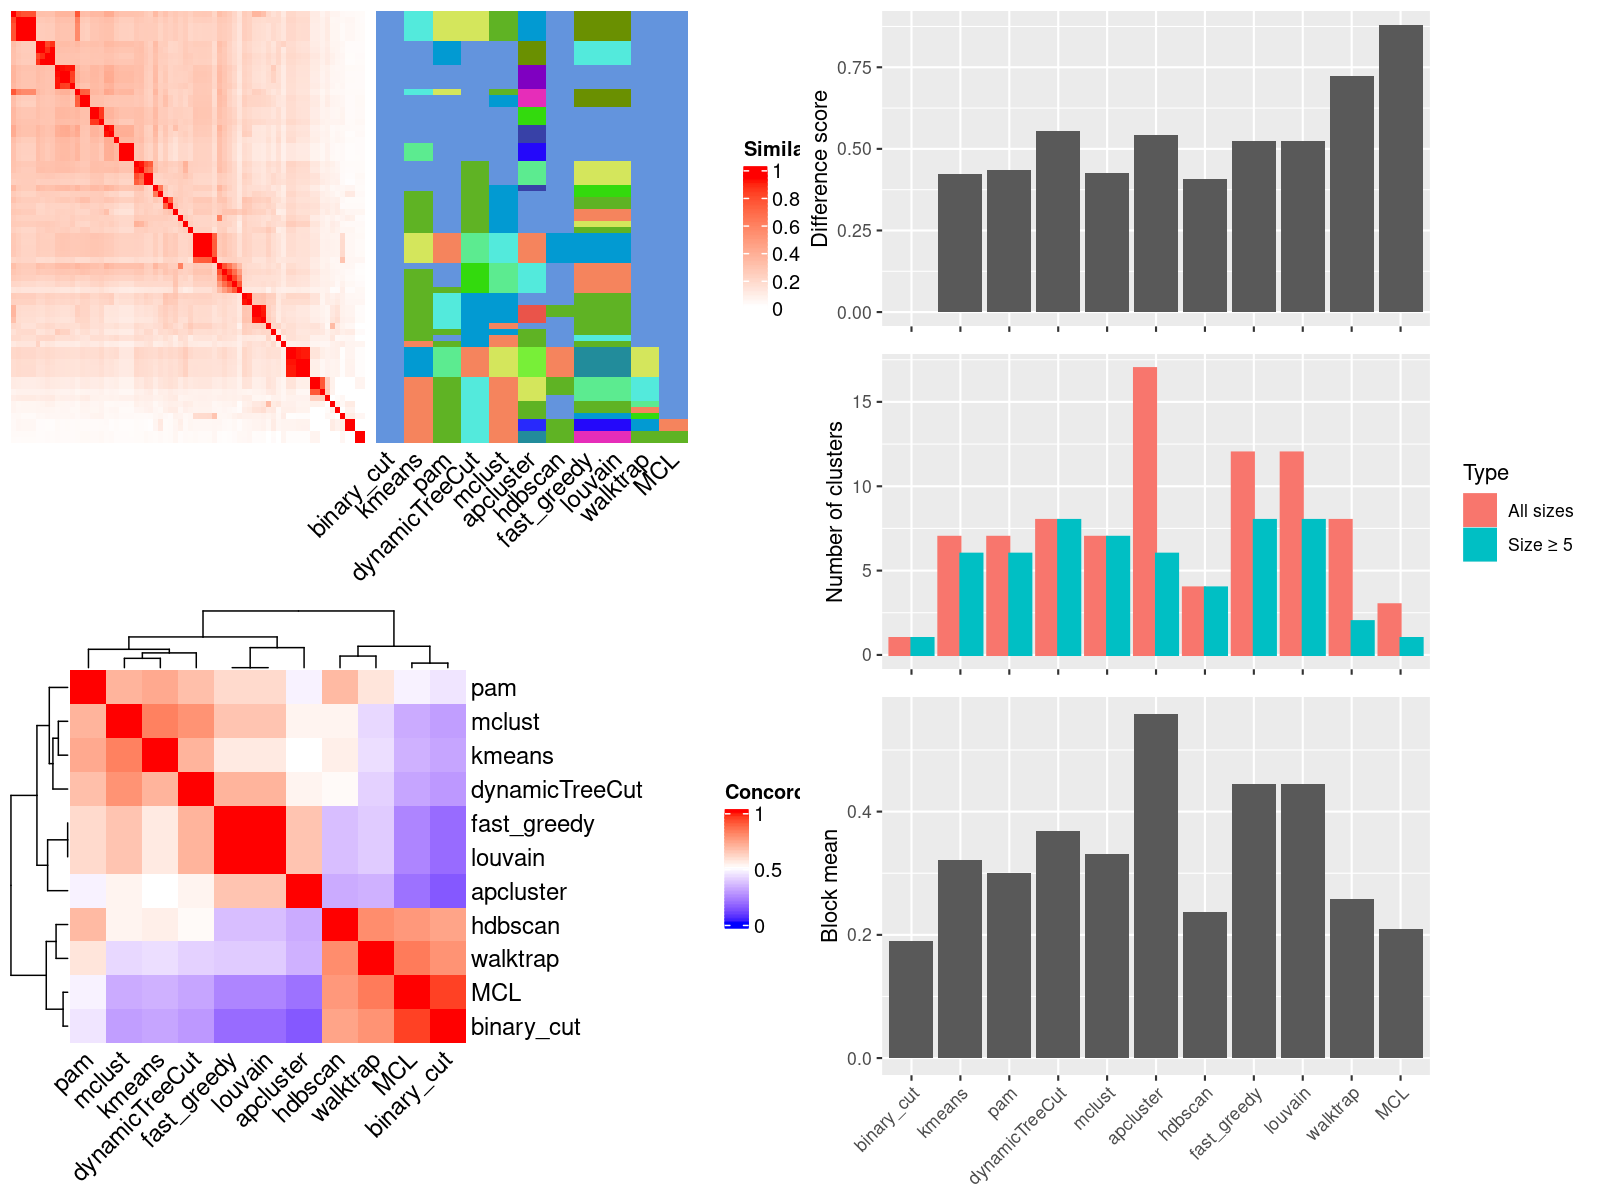 Simila
1
0.8
0.6
0.4
0.2
0
binary_cut
kmeans
pam
dynamicTreeCut
mclust
apcluster
hdbscan
fast_greedy
louvain
walktrap
MCL
Difference score
0.75
0.50
0.25
0.00
Number of clusters
15
10
5
0
Type
All sizes
Size ≥ 5
pam
mclust
kmeans
dynamicTreeCut
fast_greedy
louvain
apcluster
hdbscan
walktrap
MCL
binary_cut
pam
mclust
kmeans
dynamicTreeCut
fast_greedy
louvain
apcluster
hdbscan
walktrap
MCL
binary_cut
Concord
1
0.5
0
Block mean
0.4
0.2
0.0
binary_cut
kmeans
pam
dynamicTreeCut
mclust
apcluster
hdbscan
fast_greedy
louvain
walktrap
MCL